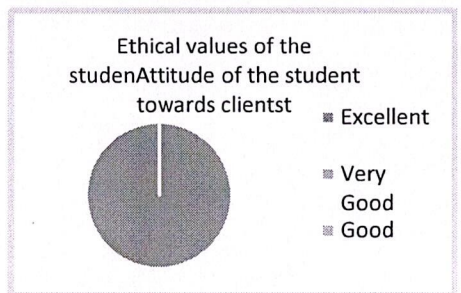 Ethical values of the
studenAttitude of the student
towards clientst
Excellent
Very
Good
Good